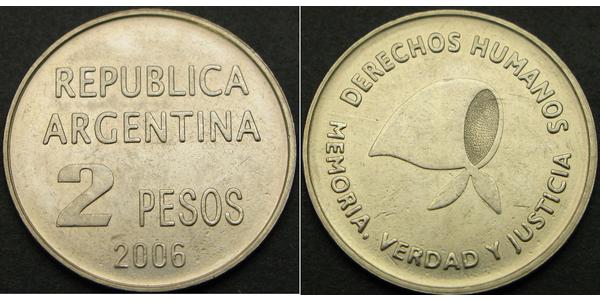 REPUBLICA
ARGENTINA
2 PESOS
2006
DERECHOS HUMANOS
MEMORIA, VERDAD Y JUSTICIA